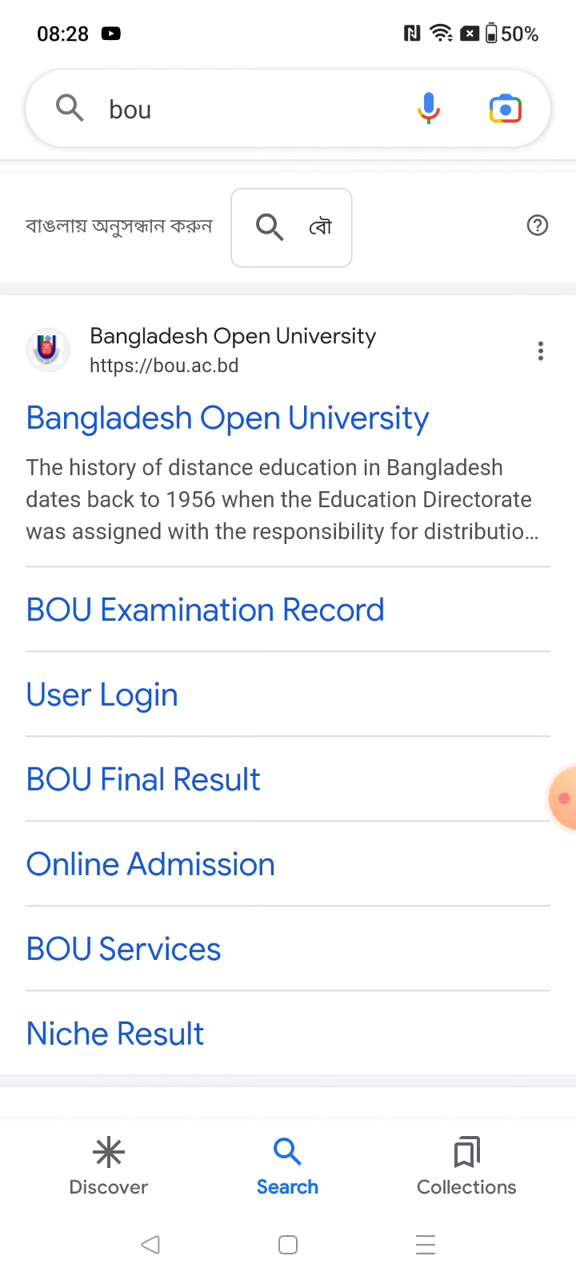 08:28 50%
bou
বাঙলায় অনুসন্ধান করুন বৌ
Bangladesh Open University
https://bou.ac.bd
Bangladesh Open University
The history of distance education in Bangladesh
dates back to 1956 when the Education Directorate
was assigned with the responsibility for distributio...
BOU Examination Record
User Login
BOU Final Result
Online Admission
BOU Services
Niche Result
Discover Search Collections